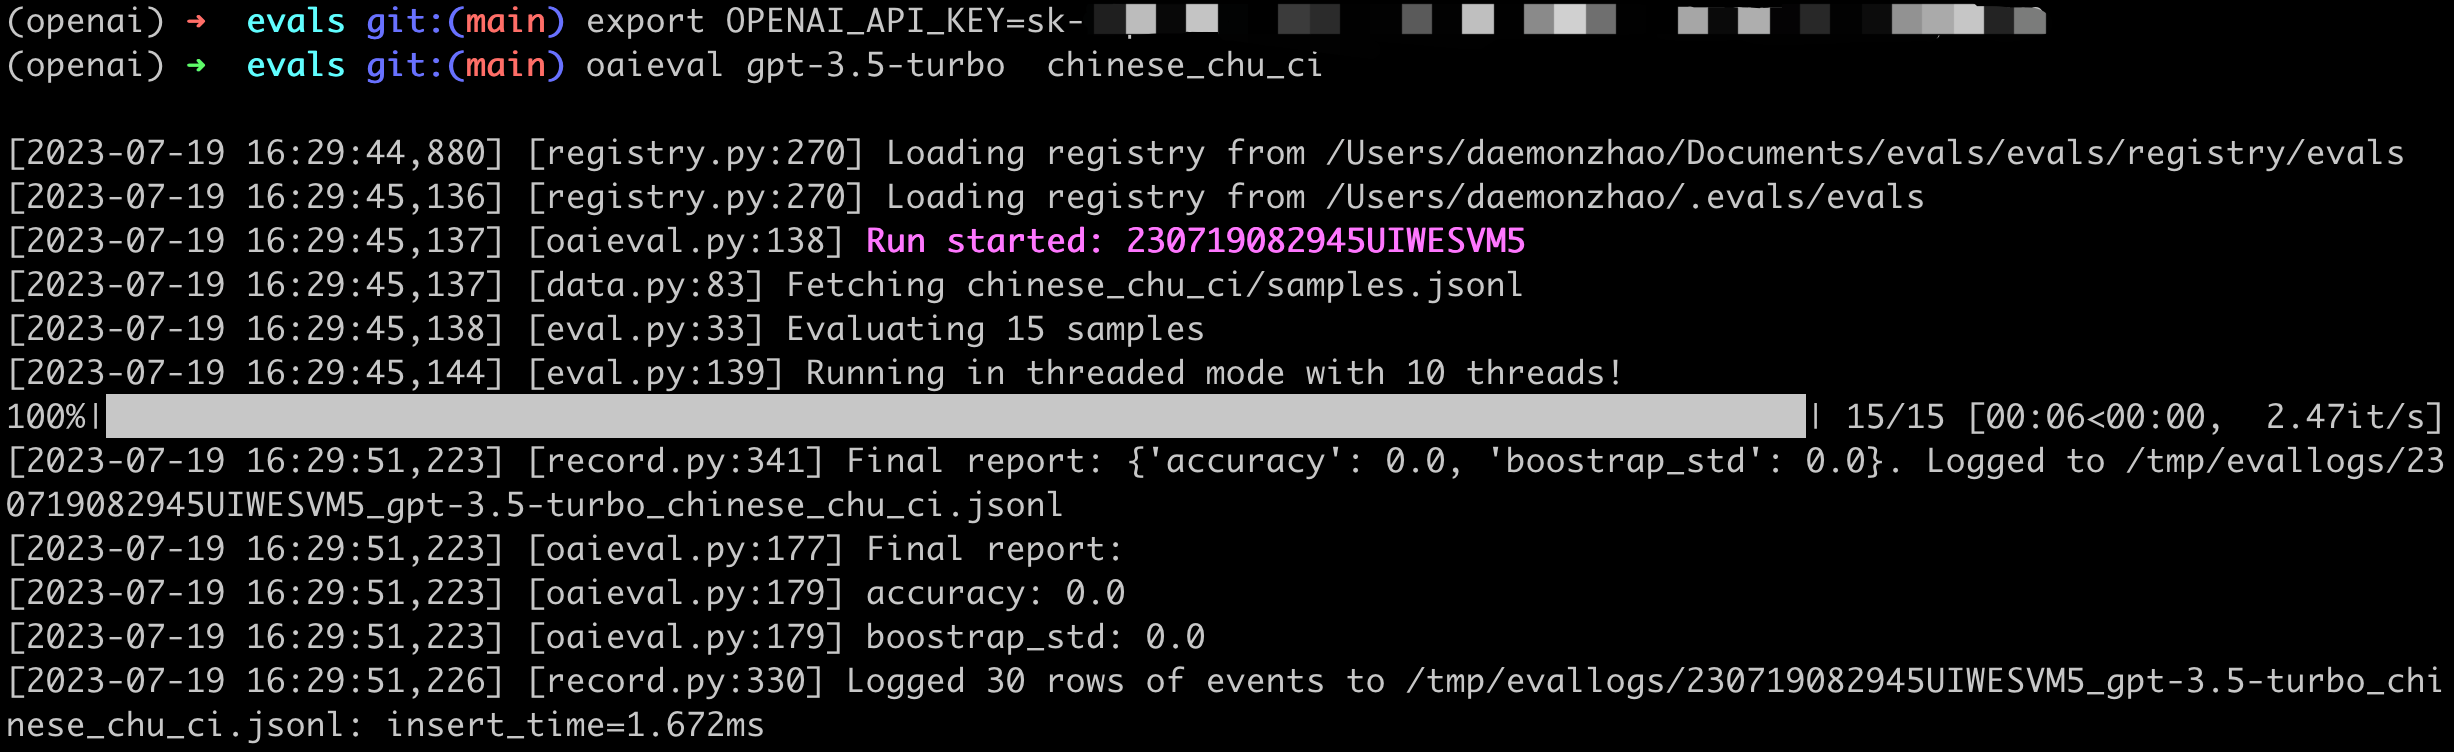 (openai) ➜  evals git:(main) export OPENAI_API_KEY=sk-
(openai) ➜  evals git:(main) oaieval gpt-3.5-turbo  chinese_chu_ci
[2023-07-19 16:29:44,880] [registry.py:270] Loading registry from /Users/daemonzhao/Documents/evals/evals/registry/evals
[2023-07-19 16:29:45,136] [registry.py:270] Loading registry from /Users/daemonzhao/.evals/evals
[2023-07-19 16:29:45,137] [oaieval.py:138] Run started: 230719082945UIWESVM5
[2023-07-19 16:29:45,137] [data.py:83] Fetching chinese_chu_ci/samples.jsonl
[2023-07-19 16:29:45,138] [eval.py:33] Evaluating 15 samples
[2023-07-19 16:29:45,144] [eval.py:139] Running in threaded mode with 10 threads!
100%| | 15/15 [00:06<00:00,  2.47it/s]
[2023-07-19 16:29:51,223] [record.py:341] Final report: {'accuracy': 0.0, 'boostrap_std': 0.0}. Logged to /tmp/evallogs/23
0719082945UIWESVM5_gpt-3.5-turbo_chinese_chu_ci.jsonl
[2023-07-19 16:29:51,223] [oaieval.py:177] Final report:
[2023-07-19 16:29:51,223] [oaieval.py:179] accuracy: 0.0
[2023-07-19 16:29:51,223] [oaieval.py:179] boostrap_std: 0.0
[2023-07-19 16:29:51,226] [record.py:330] Logged 30 rows of events to /tmp/evallogs/230719082945UIWESVM5_gpt-3.5-turbo_chi
nese_chu_ci.jsonl: insert_time=1.672ms